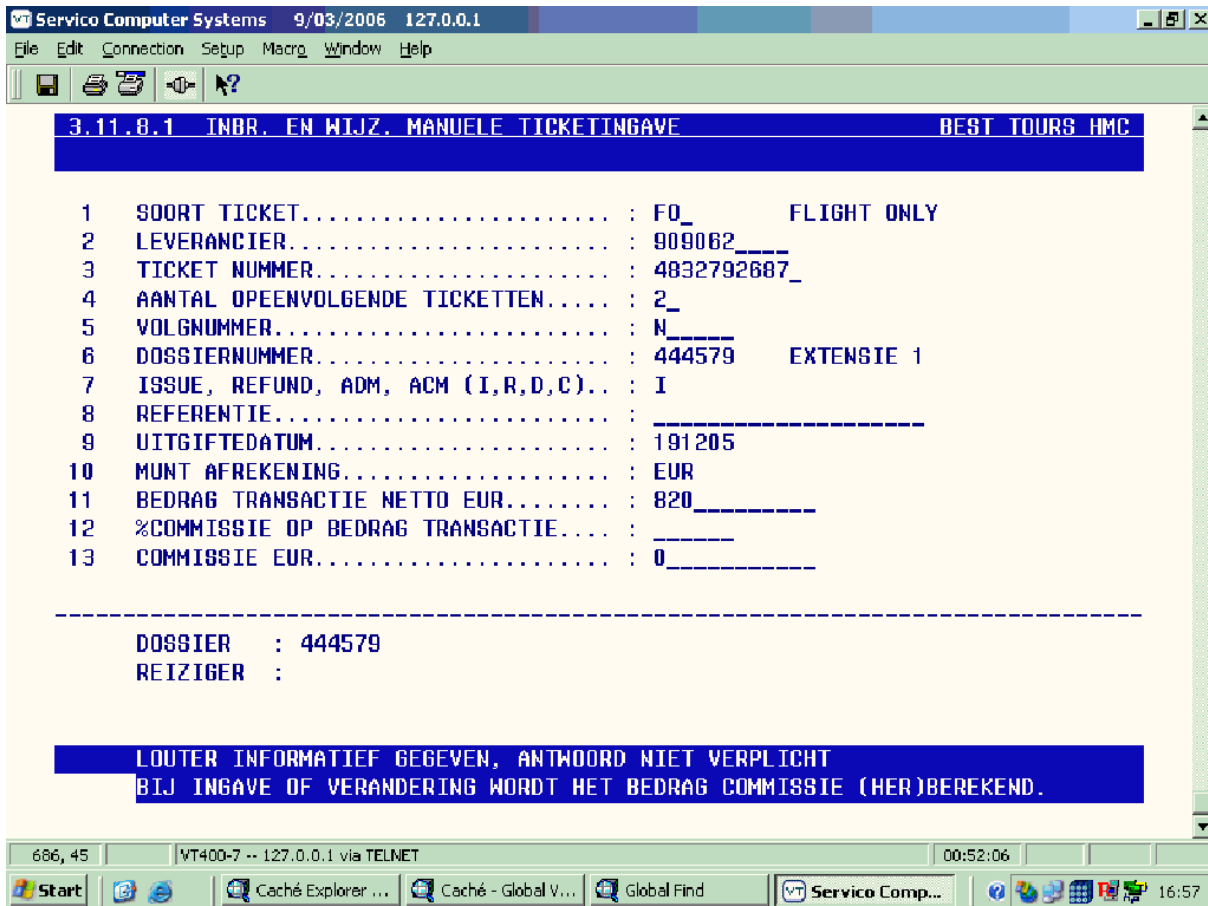 Servico Computer Systems 9/03/2006 127.0.0.1
File Edit Connection Setup Macro Window Help
3.11.8.1 INBR. EN WIJZ. MANUELE TICKETINGAVE BEST TOURS HMC
1 SOORT TICKET....................... : FO_ FLIGHT ONLY
2 LEVERANCIER........................ : 909062____
3 TICKET NUMMER...................... : 4832792687_
4 AANTAL OPEENVOLGENDE TICKETTEN..... : 2_
5 VOLGNUMMER......................... : N_____
6 DOSSIERNUMMER...................... : 444579 EXTENSIE 1
7 ISSUE, REFUND, ADM, ACM (I,R,D,C).. : I
8 REFERENTIE......................... : ____________________
9 UITGIFTEDATUM...................... : 191205
10 MUNT AFREKENING.................... : EUR
11 BEDRAG TRANSACTIE NETTO EUR........ : 820_________
12 %COMMISSIE OP BEDRAG TRANSACTIE.... : ______
13 COMMISSIE EUR...................... : 0___________
--------------------------------------------------------------------------------
DOSSIER : 444579
REIZIGER :
LOUTER INFORMATIEF GEGEVEN, ANTWOORD NIET VERPLICHT
BIJ INGAVE OF VERANDERING WORDT HET BEDRAG COMMISSIE (HER)BEREKEND.
686, 45 VT400-7 -- 127.0.0.1 via TELNET 00:52:06
Start Caché Explorer ... Caché - Global V... Global Find Servico Comp... 16:57